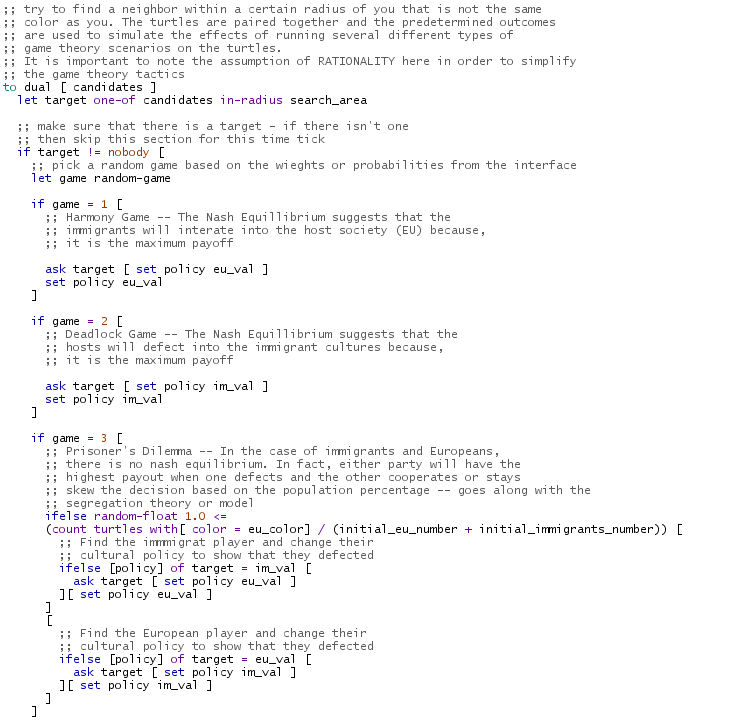 ;; try to find a neighbor within a certain radius of you that is not the same
;; color as you. The turtles are paired together and the predetermined outcomes
;; are used to simulate the effects of running several different types of
;; game theory scenarios on the turtles.
;; It is important to note the assumption of RATIONALITY here in order to simplify
;; the game theory tactics
to dual [ candidates ]
  let target one-of candidates in-radius search_area

  ;; make sure that there is a target - if there isn't one
  ;; then skip this section for this time tick
  if target != nobody [
    ;; pick a random game based on the wieghts or probabilities from the interface
    let game random-game

    if game = 1 [
      ;; Harmony Game -- The Nash Equillibrium suggests that the
      ;; immigrants will interate into the host society (EU) because,
      ;; it is the maximum payoff

      ask target [ set policy eu_val ]
      set policy eu_val
    ]

    if game = 2 [
      ;; Deadlock Game -- The Nash Equillibrium suggests that the
      ;; hosts will defect into the immigrant cultures because,
      ;; it is the maximum payoff

      ask target [ set policy im_val ]
      set policy im_val
    ]

    if game = 3 [
      ;; Prisoner's Dilemma -- In the case of immigrants and Europeans,
      ;; there is no nash equilibrium. In fact, either party will have the
      ;; highest payout when one defects and the other cooperates or stays
      ;; skew the decision based on the population percentage -- goes along with the
      ;; segregation theory or model
      ifelse random-float 1.0 <=
      (count turtles with[ color = eu_color] / (initial_eu_number + initial_immigrants_number)) [
        ;; Find the immmigrat player and change their
        ;; cultural policy to show that they defected
        ifelse [policy] of target = im_val [
          ask target [ set policy eu_val ]
        ][ set policy eu_val ]
      ]
      [
        ;; Find the European player and change their
        ;; cultural policy to show that they defected
        ifelse [policy] of target = eu_val [
          ask target [ set policy im_val ]
        ][ set policy im_val ]
      ]
    ]